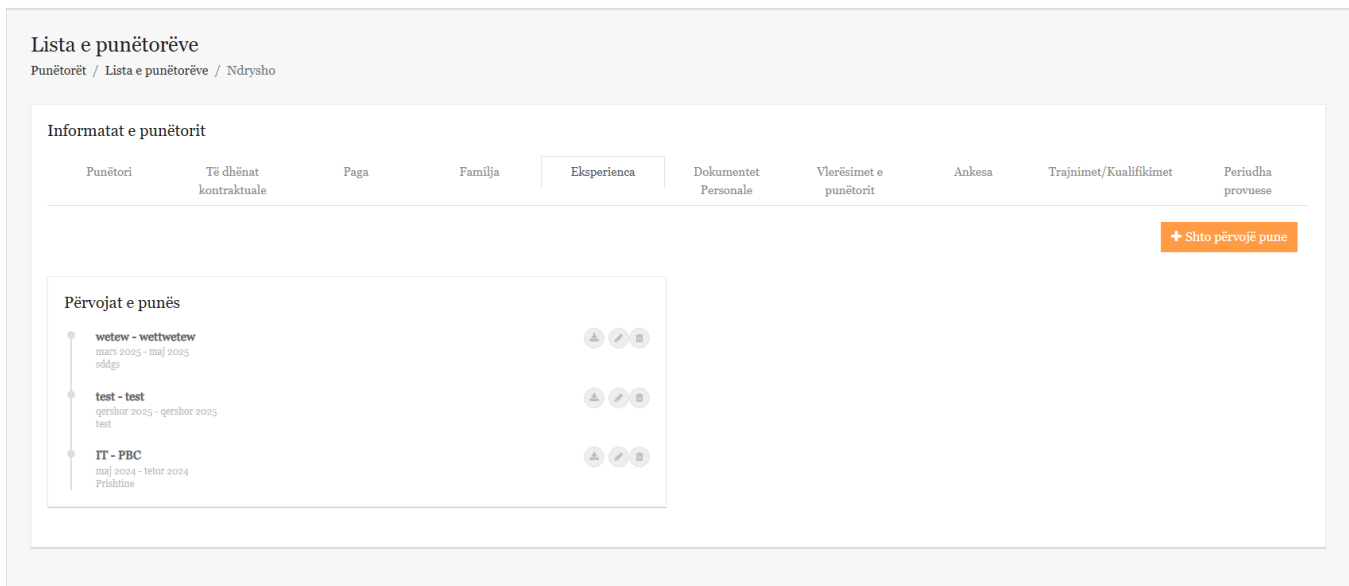 Lista e punëtorëve
Punëtorët / Lista e punëtorëve / Ndrysho
Informatat e punëtorit
Punëtori
Të dhënat kontraktuale
Paga
Familja
Eksperienca
Dokumentet Personale
Vlerësimet e punëtorit
Ankesa
Trajnimet/Kualifikimet
Periudha provuese
Shto përvojë pune
Përvojat e punës
wetew - wettwetew
mars 2025 - maj 2025
sddgs
test - test
qershor 2025 - qershor 2025
test
IT - PBC
maj 2024 - tetor 2024
Prishtine